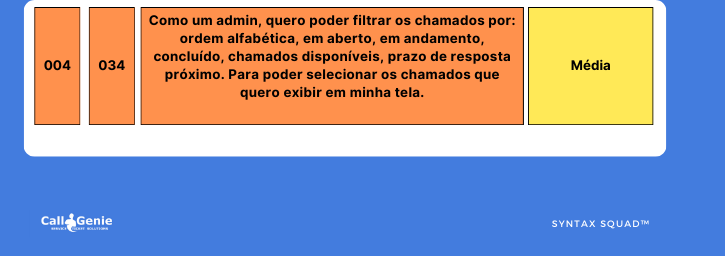 004
034
Como um admin, quero poder filtrar os chamados por:
ordem alfabética, em aberto, em andamento,
concluído, chamados disponíveis, prazo de resposta
próximo. Para poder selecionar os chamados que
quero exibir em minha tela.
Média
Call Genie
SYNTAX SQUAD™